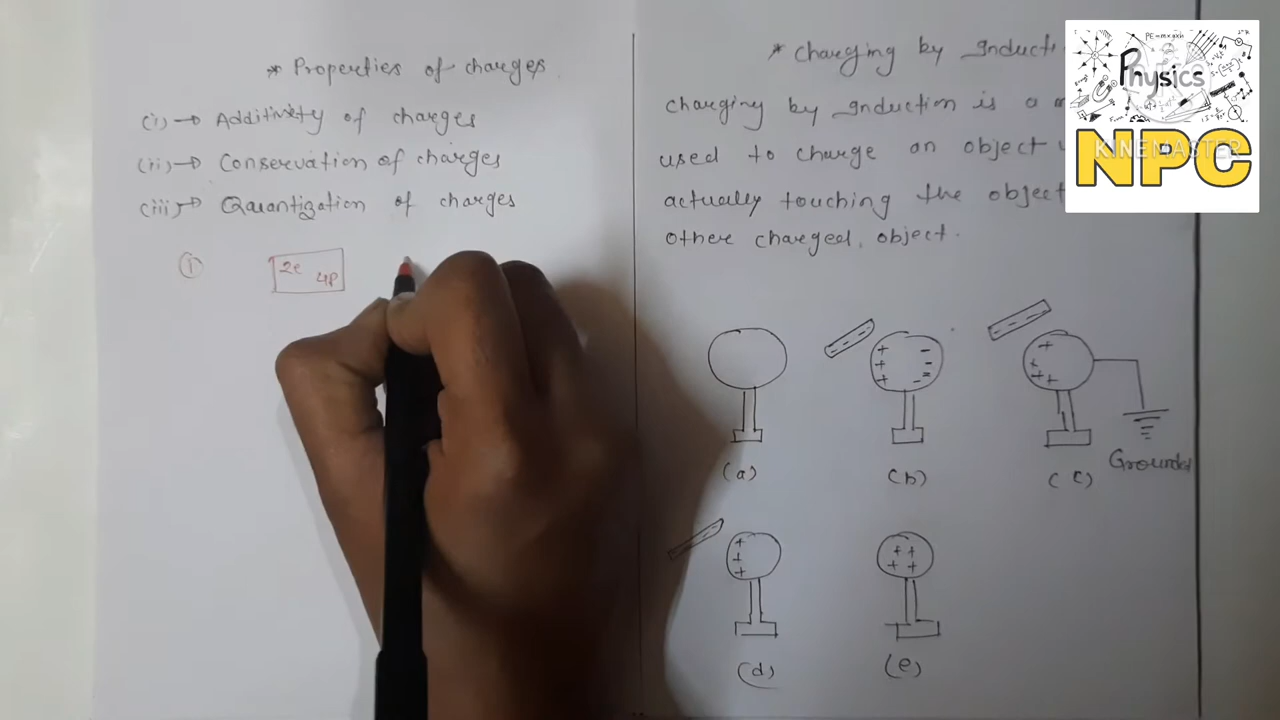 * Properties of charges
(i) → Additivity of charges
(ii) → Conservation of charges
(iii) → Quantization of charges
(1)
2e 4P
* Charging by Inducti
charging by induction is a
used to charge an object
actually touching the object
other charged object.
(a)
(b)
(c)
Grounded
(d)
(e)
Physics
NPC
KINEMASTER